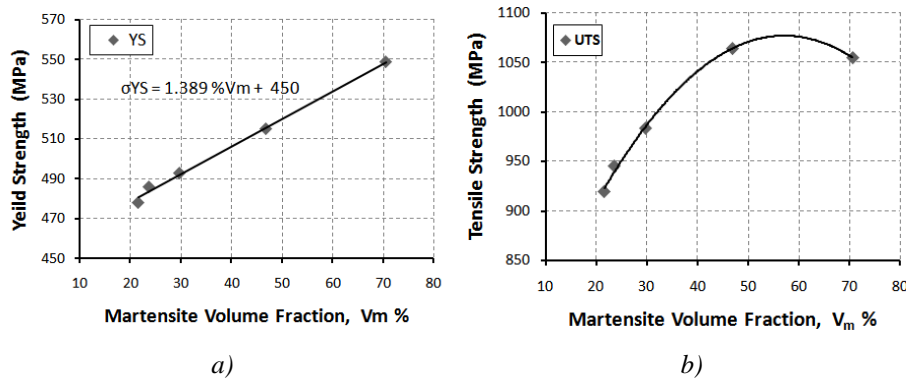 Yeild Strength (MPa)
570
550
530
510
490
470
450
YS
σYS = 1.389 %Vm + 450
10 20 30 40 50 60 70 80
Martensite Volume Fraction, Vm %
a)
Tensile Strength (MPa)
1100
1050
1000
950
900
850
UTS
10 20 30 40 50 60 70 80
Martensite Volume Fraction, Vm %
b)